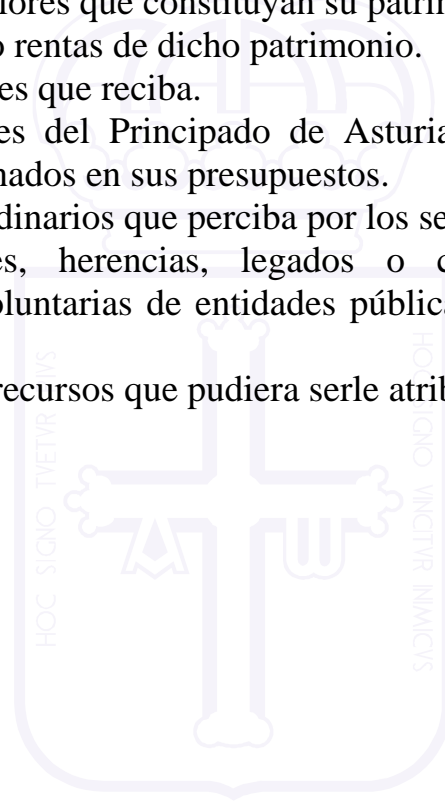 lores que constituyan su patrim
o rentas de dicho patrimonio.
es que reciba.
es del Principado de Asturia
nados en sus presupuestos.
dinarios que perciba por los se
es, herencias, legados o c
oluntarias de entidades públic
recursos que pudiera serle atrib
HOC SIGNO TVETVR PIVS
HOC SIGNO VINCITVR INIMICVS